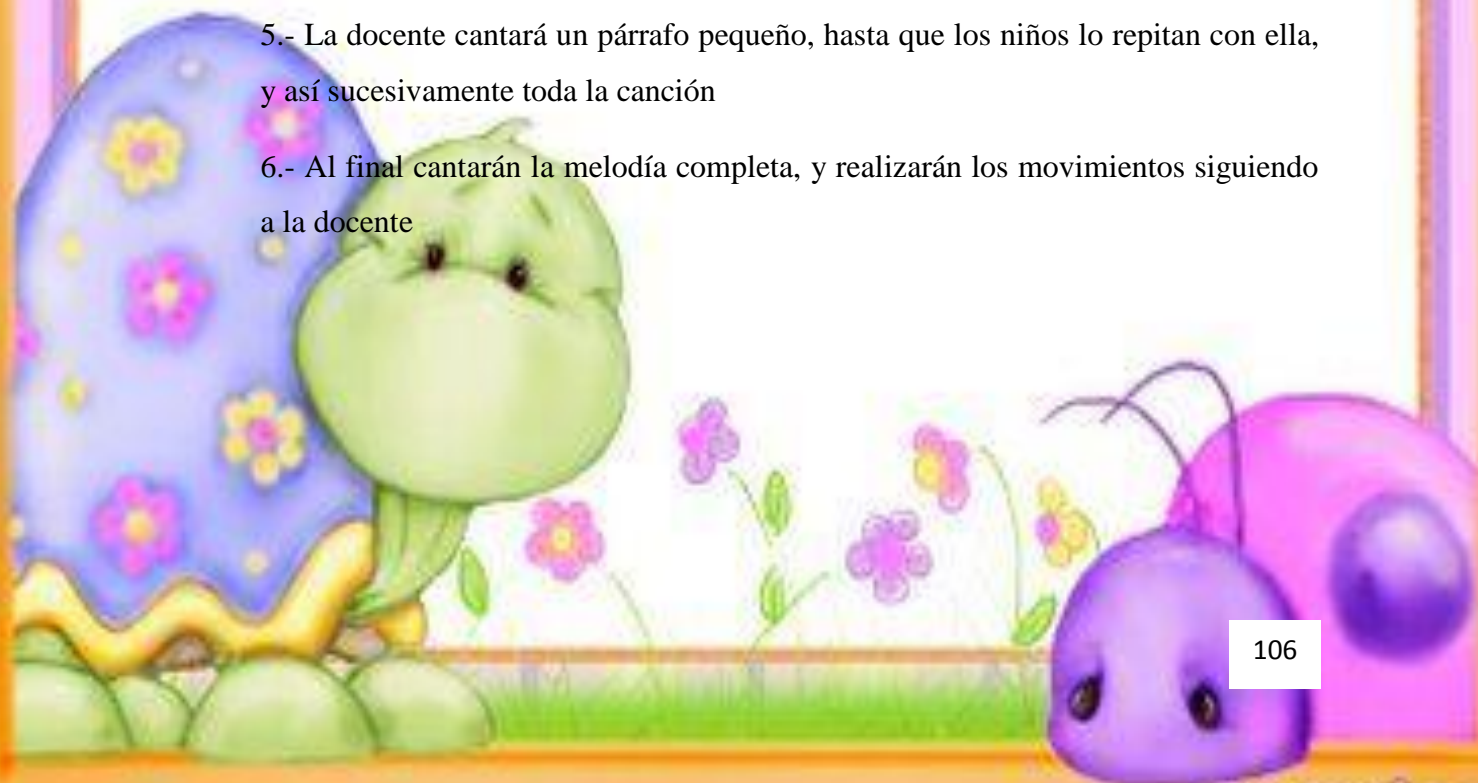 5.- La docente cantará un párrafo pequeño, hasta que los niños lo repitan con ella,
y así sucesivamente toda la canción
6.- Al final cantarán la melodía completa, y realizarán los movimientos siguiendo
a la docente
106